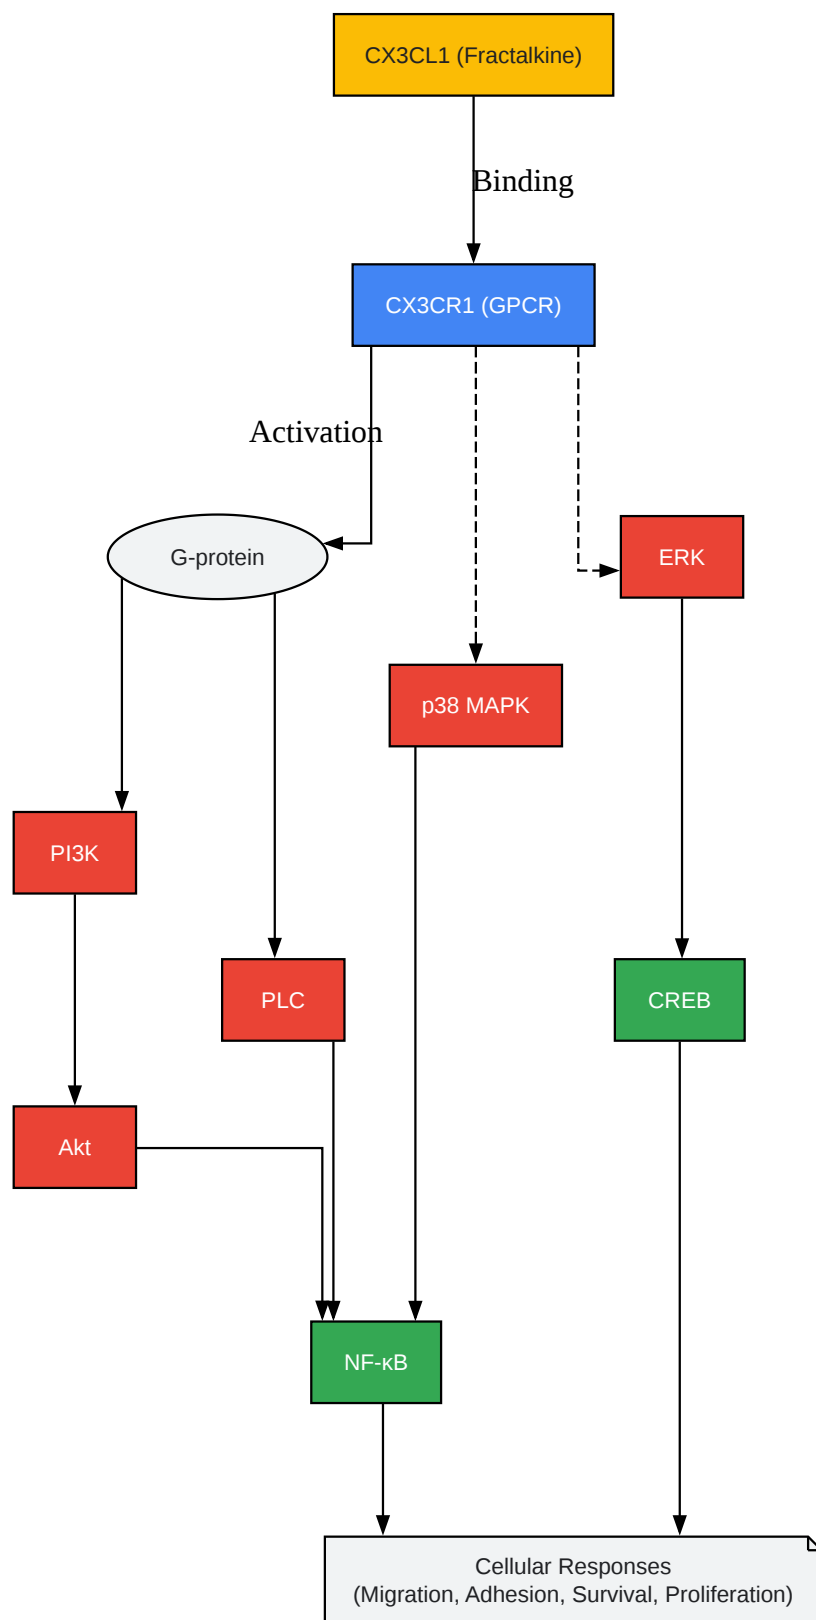 CX3CL1 (Fractalkine)
Binding
CX3CR1 (GPCR)
Activation
G-protein
ERK
p38 MAPK
PI3K
PLC
CREB
Akt
NF-κB
Cellular Responses
(Migration, Adhesion, Survival, Proliferation)